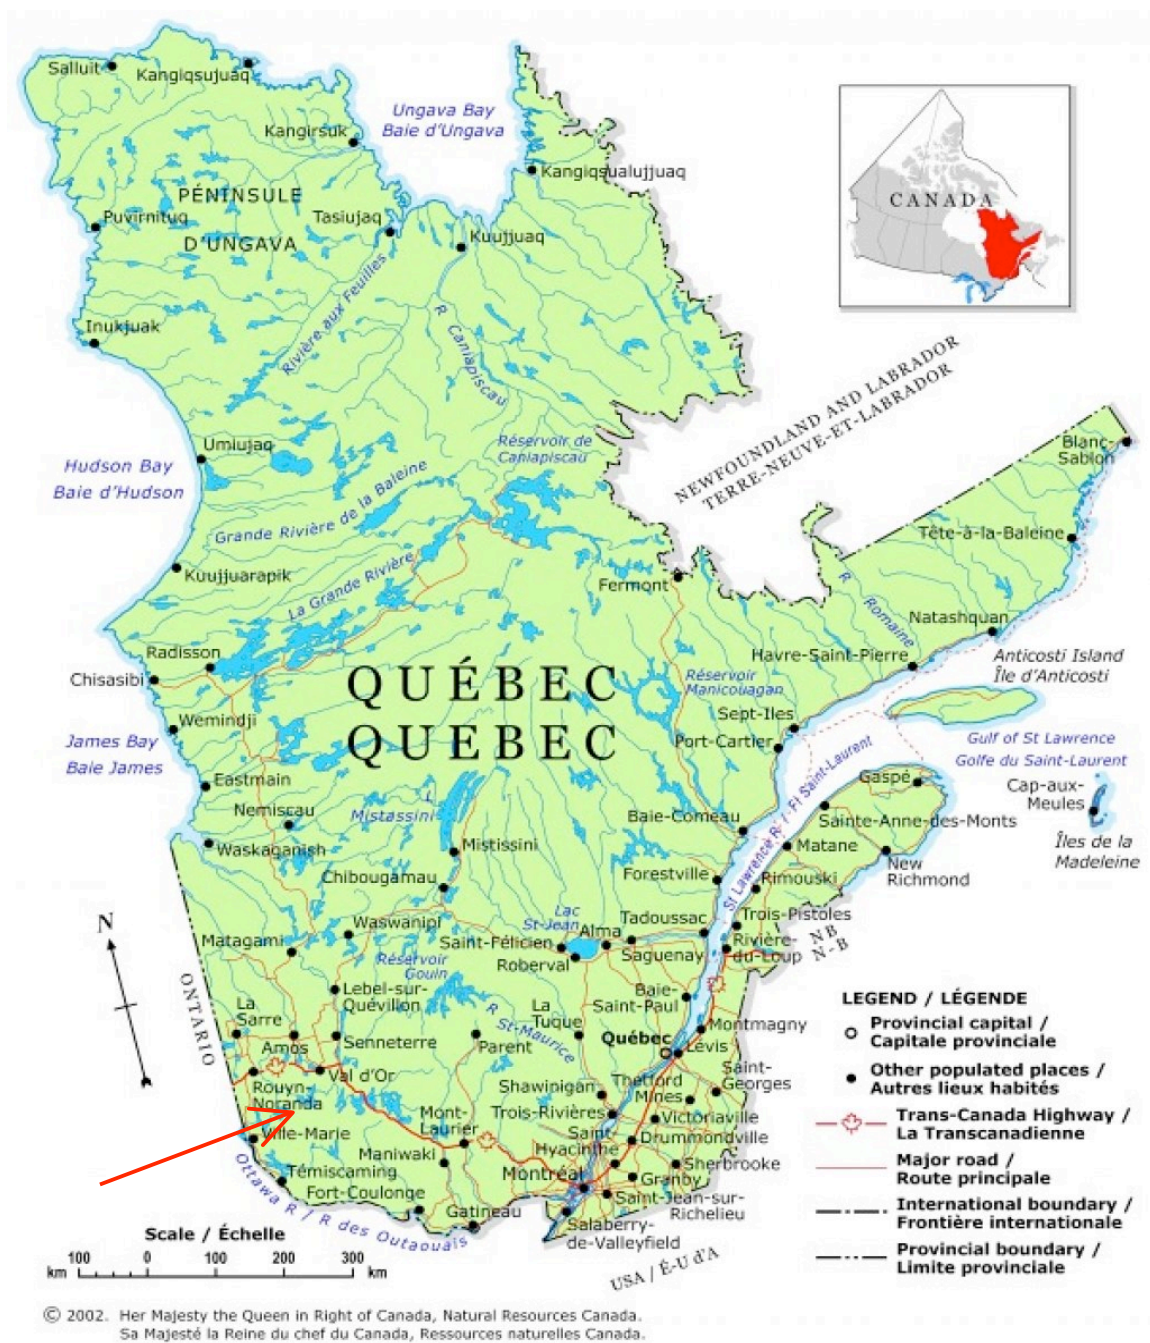 Salluit
Kangiqsujuaq
Ungava Bay
Baie d'Ungava
Kangirsuk
Kangiqsualujjuaq
PÉNINSULE
D'UNGAVA
Puvirnituq
Tasiujaq
Kuujjuaq
CANADA
Rivière aux Feuilles
R Caniapiscau
Inukjuak
NEWFOUNDLAND AND LABRADOR
TERRE-NEUVE-ET-LABRADOR
Umiujaq
Hudson Bay
Baie d'Hudson
Réservoir de
Caniapiscau
Blanc-
Sablon
Grande Rivière de la Baleine
Tête-à-la-Baleine
Kuujjuarapik
La Grande Rivière
Fermont
R Romaine
Natashquan
Radisson
Chisasibi
Havre-Saint-Pierre
Anticosti Island
Île d'Anticosti
QUÉBEC
QUEBEC
Réservoir
Manicouagan
Wemindji
Sept-Iles
Port-Cartier
James Bay
Baie James
Gulf of St Lawrence
Golfe du Saint-Laurent
Eastmain
Gaspé
Cap-aux-
Meules
Nemiscau
L
Mistassini
St Lawrence R / Fl Saint-Laurent
Baie-Comeau
Sainte-Anne-des-Monts
Îles de la
Madeleine
Waskaganish
Mistissini
Matane
New
Richmond
Chibougamau
Forestville
Rimouski
N
Waswanipi
Lac
St-Jean
Alma
Tadoussac
Trois-Pistoles
NB
N-B
Matagami
Saint-Félicien
Roberval
Saguenay
Rivière-
du-Loup
Réservoir
Gouin
ONTARIO
Lebel-sur-
Quévillon
Baie-
Saint-Paul
LEGEND / LÉGENDE
Provincial capital /
Capitale provinciale
Other populated places /
Autres lieux habités
Trans-Canada Highway /
La Transcanadienne
Major road /
Route principale
International boundary /
Frontière internationale
Provincial boundary /
Limite provinciale
La
Sarre
Amos
Senneterre
Parent
R St-Maurice
La
Tuque
Québec
Montmagny
Lévis
Rouyn-
Noranda
Val d'Or
Shawinigan
Thetford
Mines
Saint-
Georges
Mont-
Laurier
Trois-Rivières
Victoriaville
Ville-Marie
Saint-
Hyacinthe
Drummondville
Maniwaki
Témiscaming
Montréal
Sherbrooke
Granby
Fort-Coulonge
Saint-Jean-sur-
Richelieu
Gatineau
Salaberry-
de-Valleyfield
Ottawa R / R des Outaouais
USA / É-U d'A
Scale / Échelle
100 0 100 200 300
km km
© 2002. Her Majesty the Queen in Right of Canada, Natural Resources Canada.
Sa Majesté la Reine du chef du Canada, Ressources naturelles Canada.